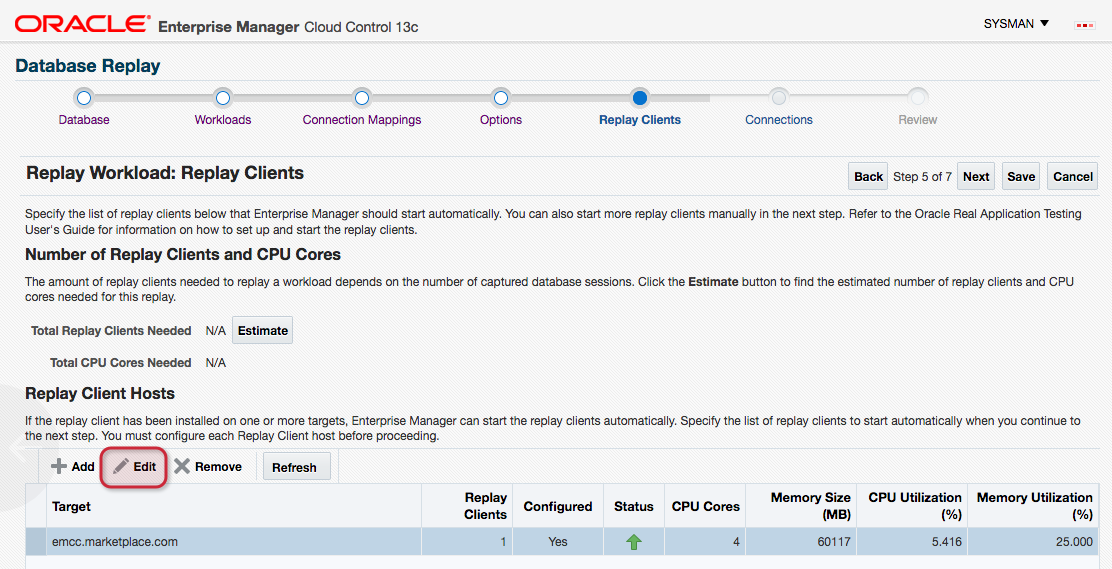 ORACLE® Enterprise Manager Cloud Control 13c
SYSMAN
Database Replay
Database Workloads Connection Mappings Options Replay Clients Connections Review
Replay Workload: Replay Clients
Back Step 5 of 7 Next Save Cancel
Specify the list of replay clients below that Enterprise Manager should start automatically. You can also start more replay clients manually in the next step. Refer to the Oracle Real Application Testing
User's Guide for information on how to set up and start the replay clients.
Number of Replay Clients and CPU Cores
The amount of replay clients needed to replay a workload depends on the number of captured database sessions. Click the Estimate button to find the estimated number of replay clients and CPU
cores needed for this replay.
Total Replay Clients Needed N/A Estimate
Total CPU Cores Needed N/A
Replay Client Hosts
If the replay client has been installed on one or more targets, Enterprise Manager can start the replay clients automatically. Specify the list of replay clients to start automatically when you continue to
the next step. You must configure each Replay Client host before proceeding.
Add Edit Remove Refresh
Target Replay Clients Configured Status CPU Cores Memory Size (MB) CPU Utilization (%) Memory Utilization (%)
emcc.marketplace.com 1 Yes 4 60117 5.416 25.000